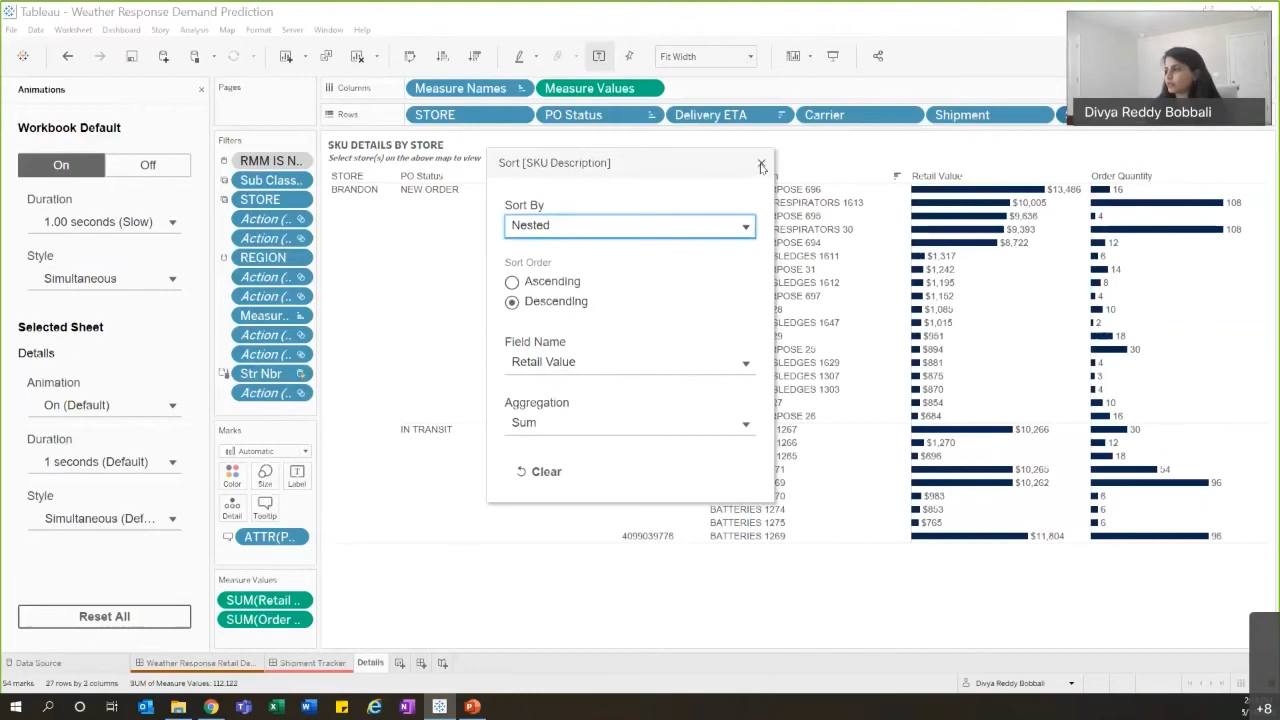 Tableau - Weather Response Demand Prediction
File Data Worksheet Dashboard Story Analysis Map Format Server Window Help
Fit Width
Divya Reddy Bobbali
Animations
Workbook Default
On Off
Duration
1.00 seconds (Slow)
Style
Simultaneous
Selected Sheet
Details
Animation
On (Default)
Duration
1 seconds (Default)
Style
Simultaneous (Def...
Reset All
Pages
Filters
RMM IS N..
Sub Class..
STORE
Action (..
Action (..
REGION
Action (..
Action (..
Measur..
Action (..
Action (..
Str Nbr
Action (..
Marks
Automatic
Color Size Label
Detail Tooltip
ATTR(P..
Measure Values
SUM(Retail ..
SUM(Order ..
Columns Measure Names Measure Values
Rows STORE PO Status Delivery ETA Carrier Shipment
SKU DETAILS BY STORE
Select store(s) on the above map to view
STORE PO Status Retail Value Order Quantity
BRANDON NEW ORDER
RPOSE 696 $13,486 16
RESPIRATORS 1613 $10,005 108
RPOSE 695 $9,636 4
RESPIRATORS 30 $9,393 108
RPOSE 694 $8,722 12
SLEDGES 1611 $1,317 6
RPOSE 31 $1,242 14
SLEDGES 1612 $1,195 8
RPOSE 697 $1,152 4
28 $1,085 10
SLEDGES 1647 $1,015 2
29 $951 18
RPOSE 25 $894 30
SLEDGES 1629 $881 4
SLEDGES 1307 $875 3
SLEDGES 1303 $870 4
27 $854 10
RPOSE 26 $684 16
IN TRANSIT 1267 $10,266 30
1266 $1,270 12
1265 $696 18
71 $10,265 54
69 $10,262 96
70 $983 6
BATTERIES 1274 $853 6
BATTERIES 1275 $765 6
4099039776 BATTERIES 1269 $11,804 96
Sort [SKU Description]
Sort By
Nested
Sort Order
Ascending
Descending
Field Name
Retail Value
Aggregation
Sum
Clear
Data Source Weather Response Retail De... Shipment Tracker Details
54 marks 27 rows by 2 columns SUM of Measure Values: 112,122 Divya Reddy Bobbali
+8